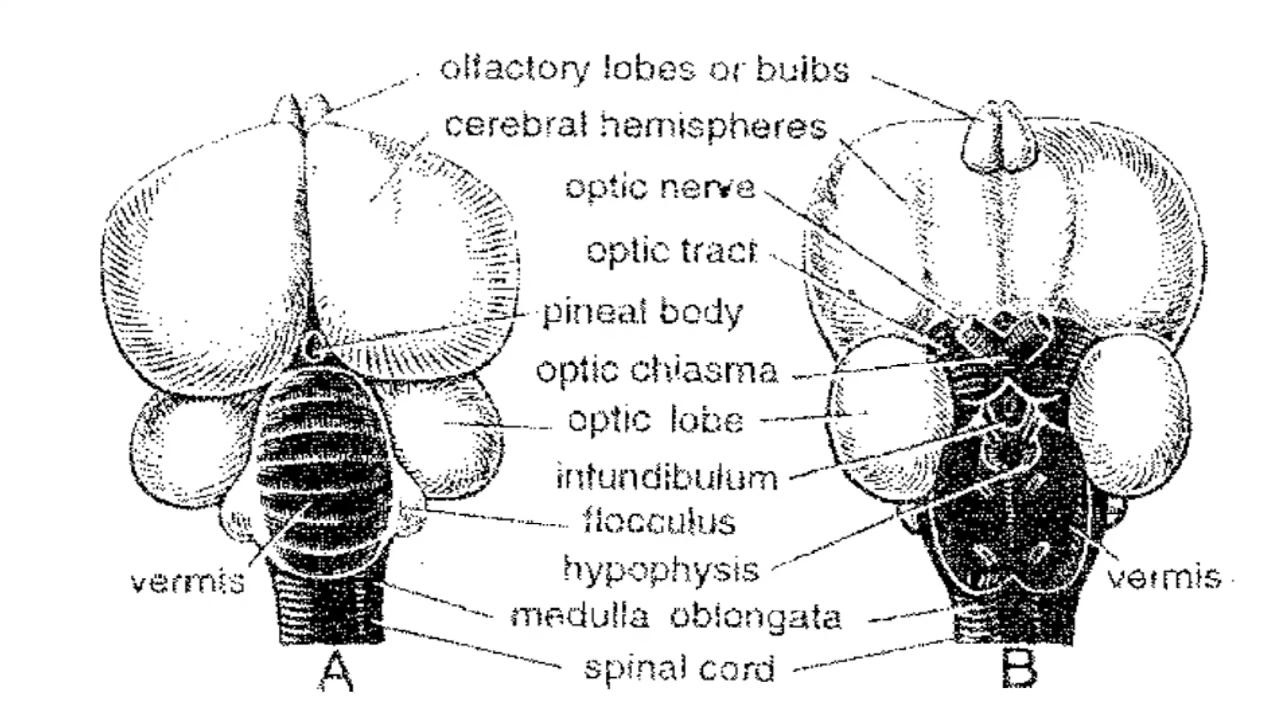 olfactory lobes or bulbs
cerebral hemispheres
optic nerve
optic tract
pineal body
optic chiasma
optic lobe
infundibulum
flocculus
hypophysis
vermis
vermis
medulla oblongata
spinal cord
A
B